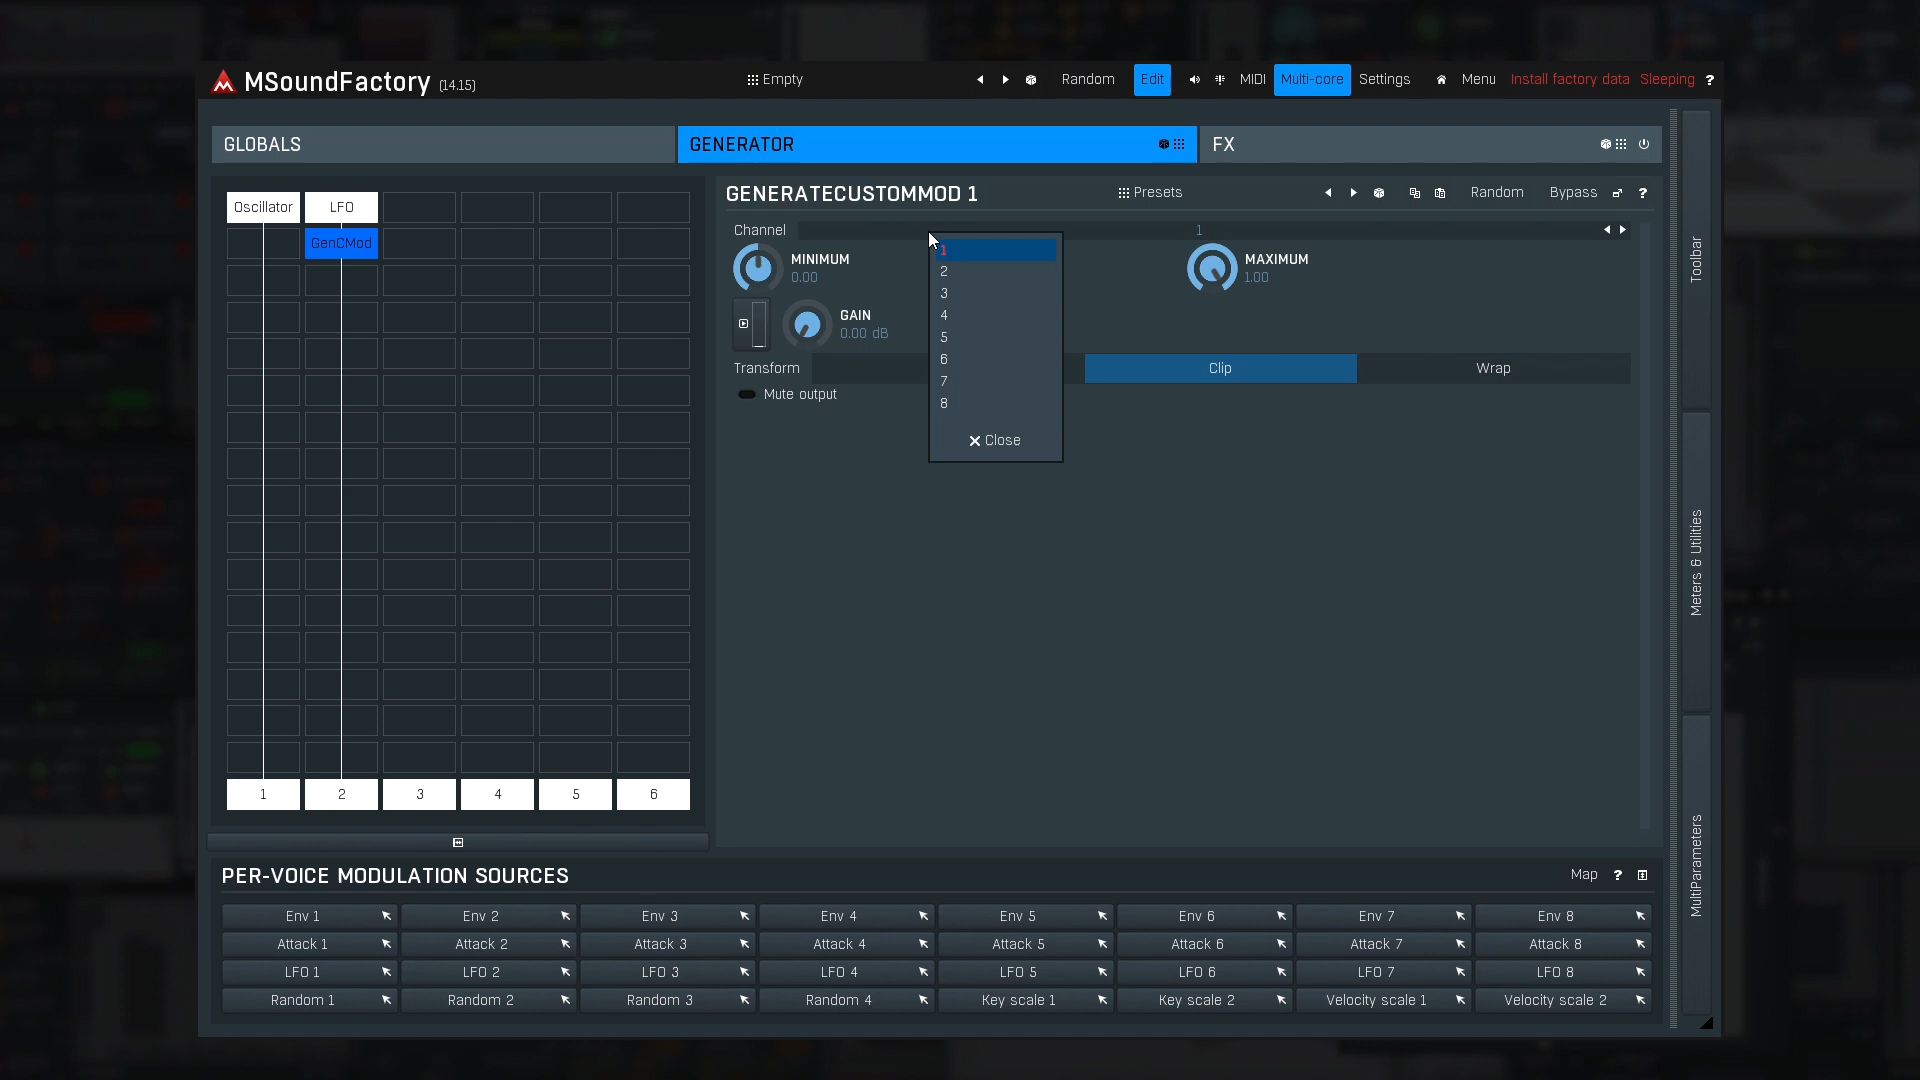 MSoundFactory (14.15)
Empty
Random
Edit
MIDI
Multi-core
Settings
Menu
Install factory data
Sleeping
?
GLOBALS
GENERATOR
FX
Oscillator
LFO
GenCMod
1
2
3
4
5
6
GENERATECUSTOMMOD 1
Presets
Random
Bypass
?
Channel
1
MINIMUM
0.00
MAXIMUM
1.00
GAIN
0.00 dB
Transform
Clip
Wrap
Mute output
1
2
3
4
5
6
7
8
Close
Toolbar
Meters & Utilities
MultiParameters
PER-VOICE MODULATION SOURCES
Map
?
Env 1
Env 2
Env 3
Env 4
Env 5
Env 6
Env 7
Env 8
Attack 1
Attack 2
Attack 3
Attack 4
Attack 5
Attack 6
Attack 7
Attack 8
LFO 1
LFO 2
LFO 3
LFO 4
LFO 5
LFO 6
LFO 7
LFO 8
Random 1
Random 2
Random 3
Random 4
Key scale 1
Key scale 2
Velocity scale 1
Velocity scale 2